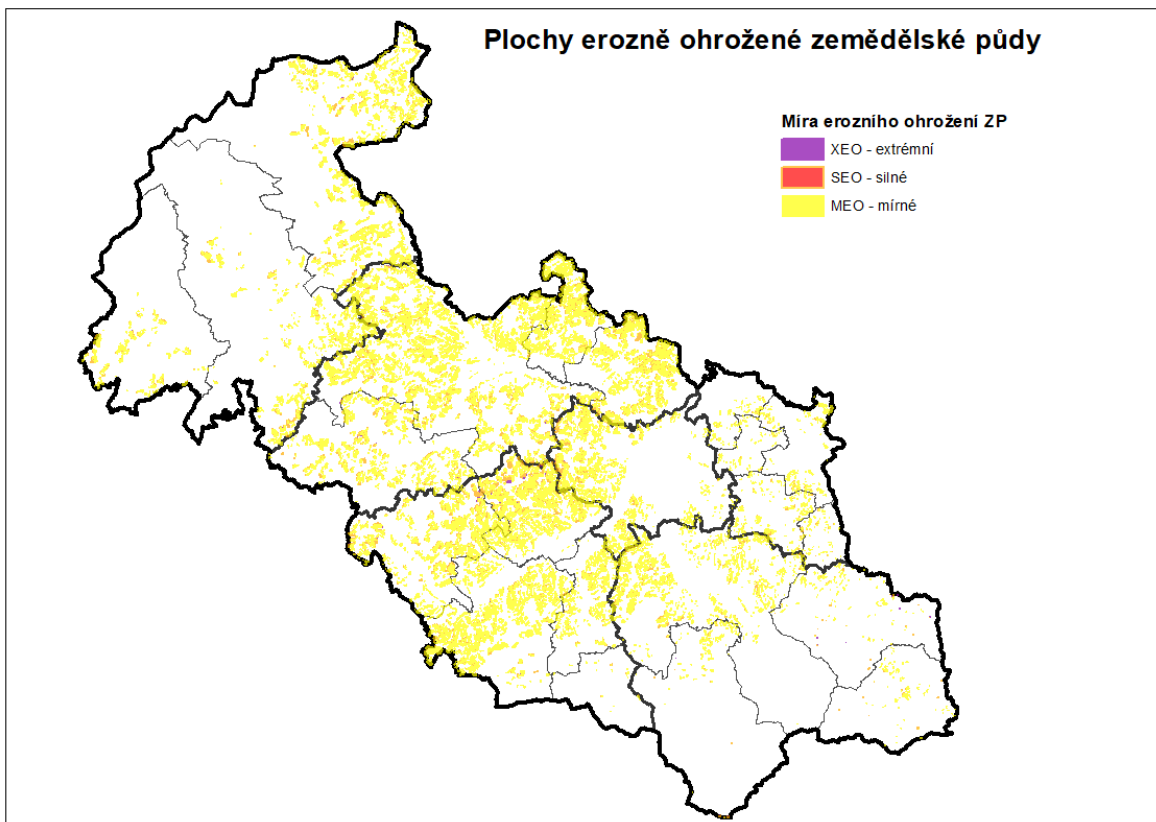 Plochy erozně ohrožené zemědělské půdy
Míra erozního ohrožení ZP
XEO - extrémní
SEO - silné
MEO - mírné